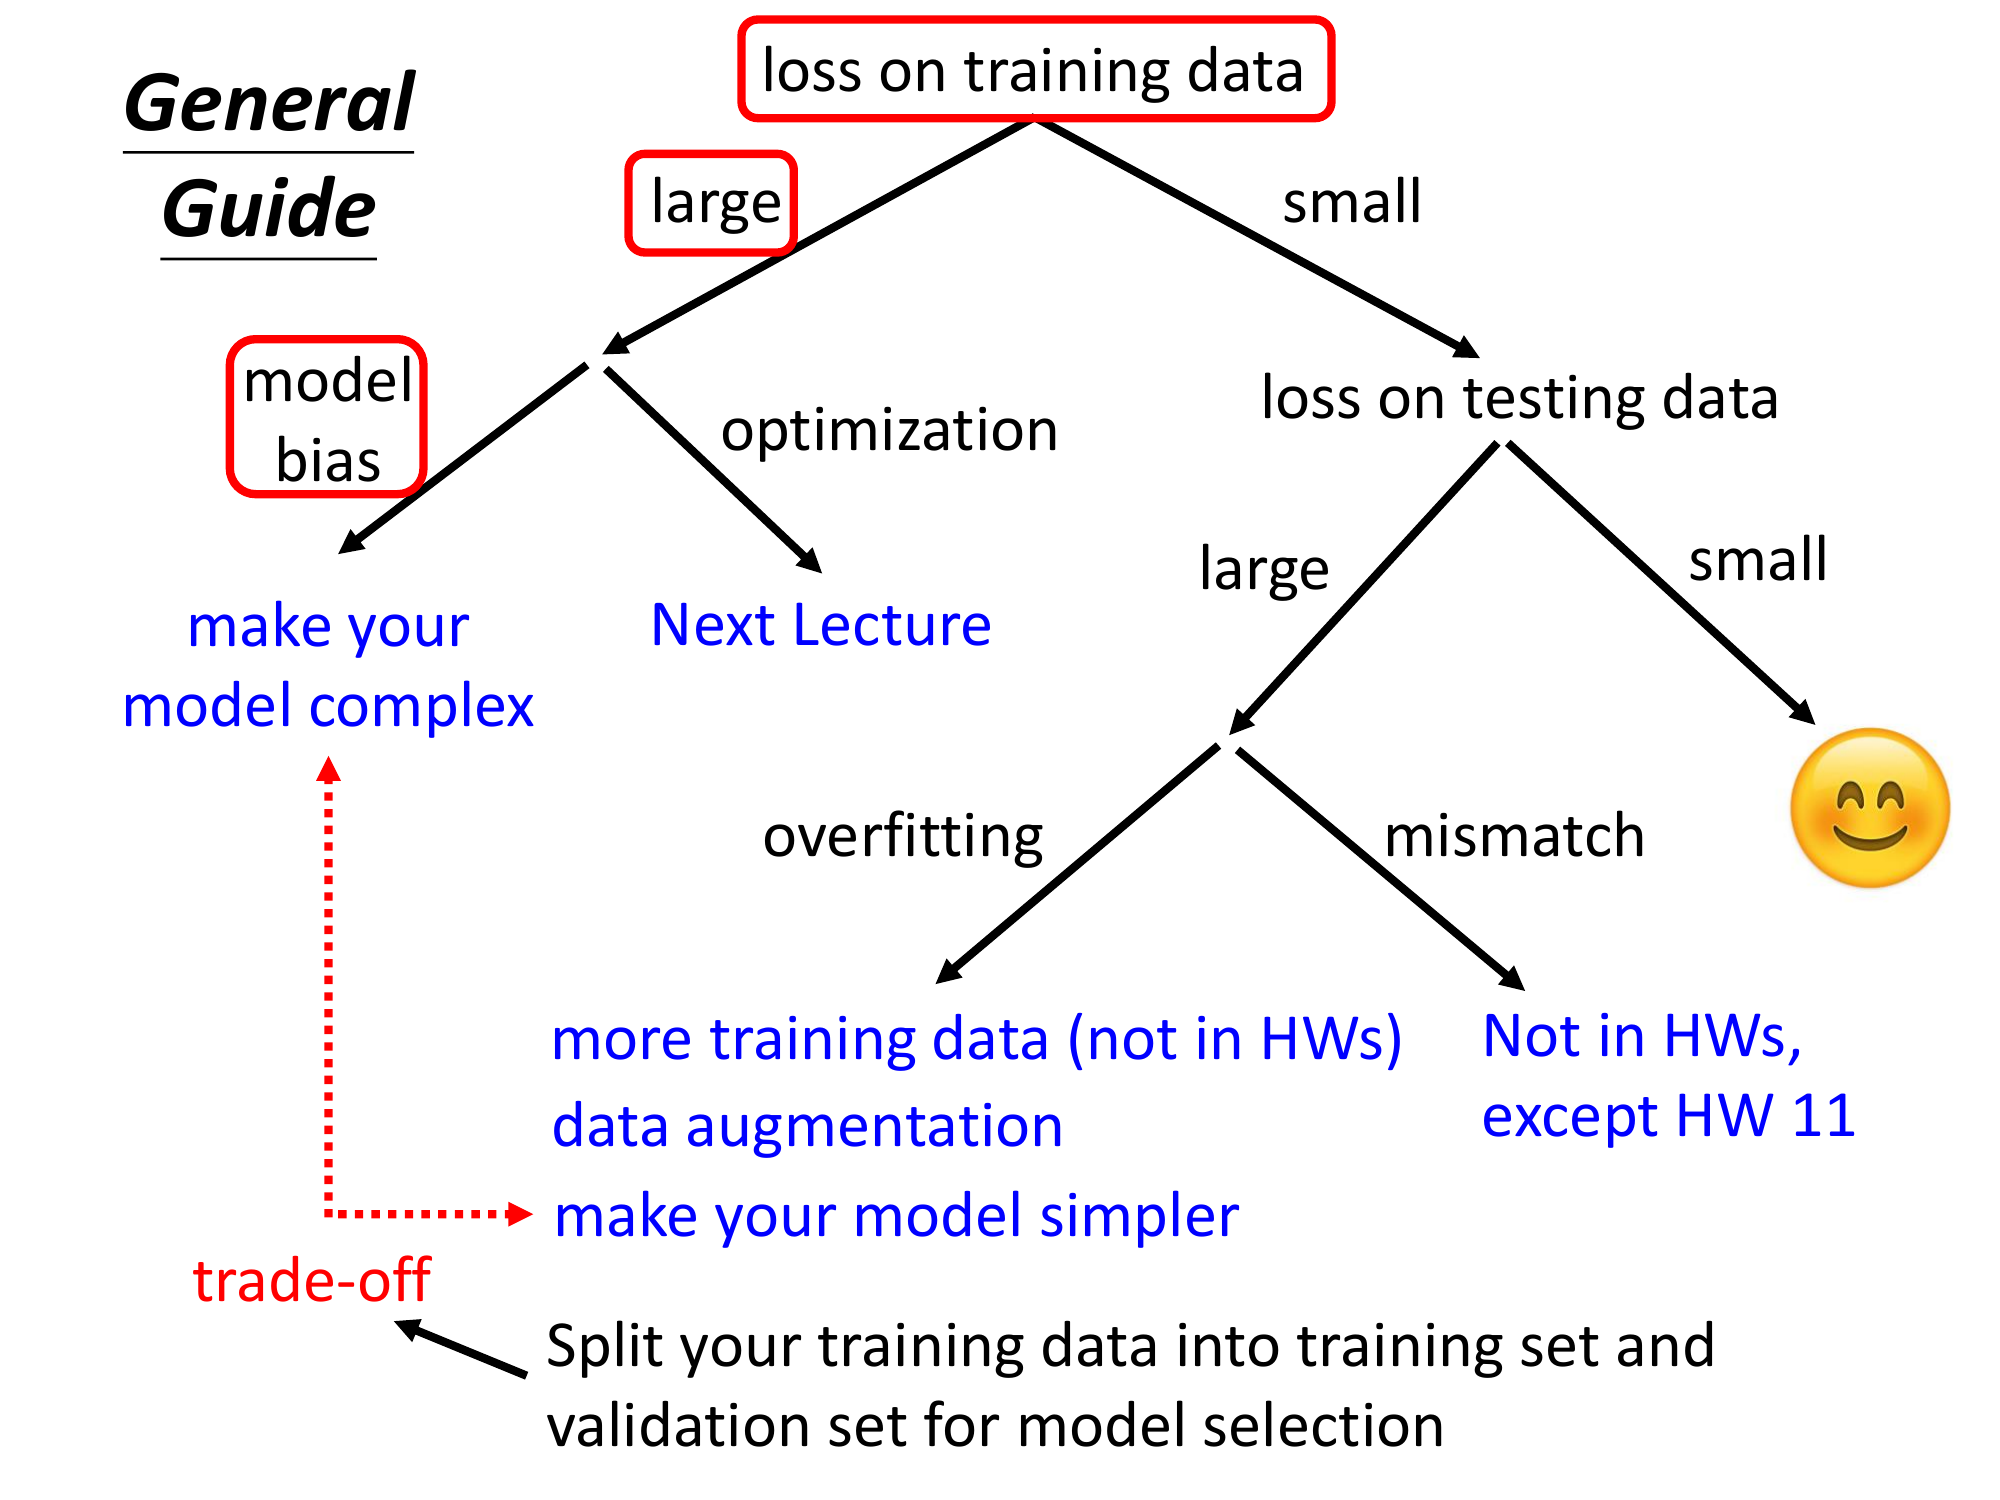 General
Guide
loss on training data
large
small
model
bias
optimization
loss on testing data
make your
model complex
Next Lecture
large
small
overfitting
mismatch
more training data (not in HWs)
data augmentation
make your model simpler
Not in HWs,
except HW 11
trade-off
Split your training data into training set and
validation set for model selection